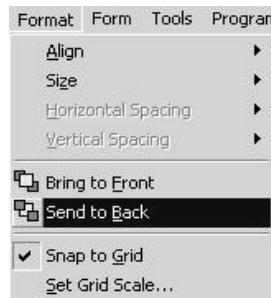 Format Form Tools Program
Align
Size
Horizontal Spacing
Vertical Spacing
Bring to Front
Send to Back
Snap to Grid
Set Grid Scale...